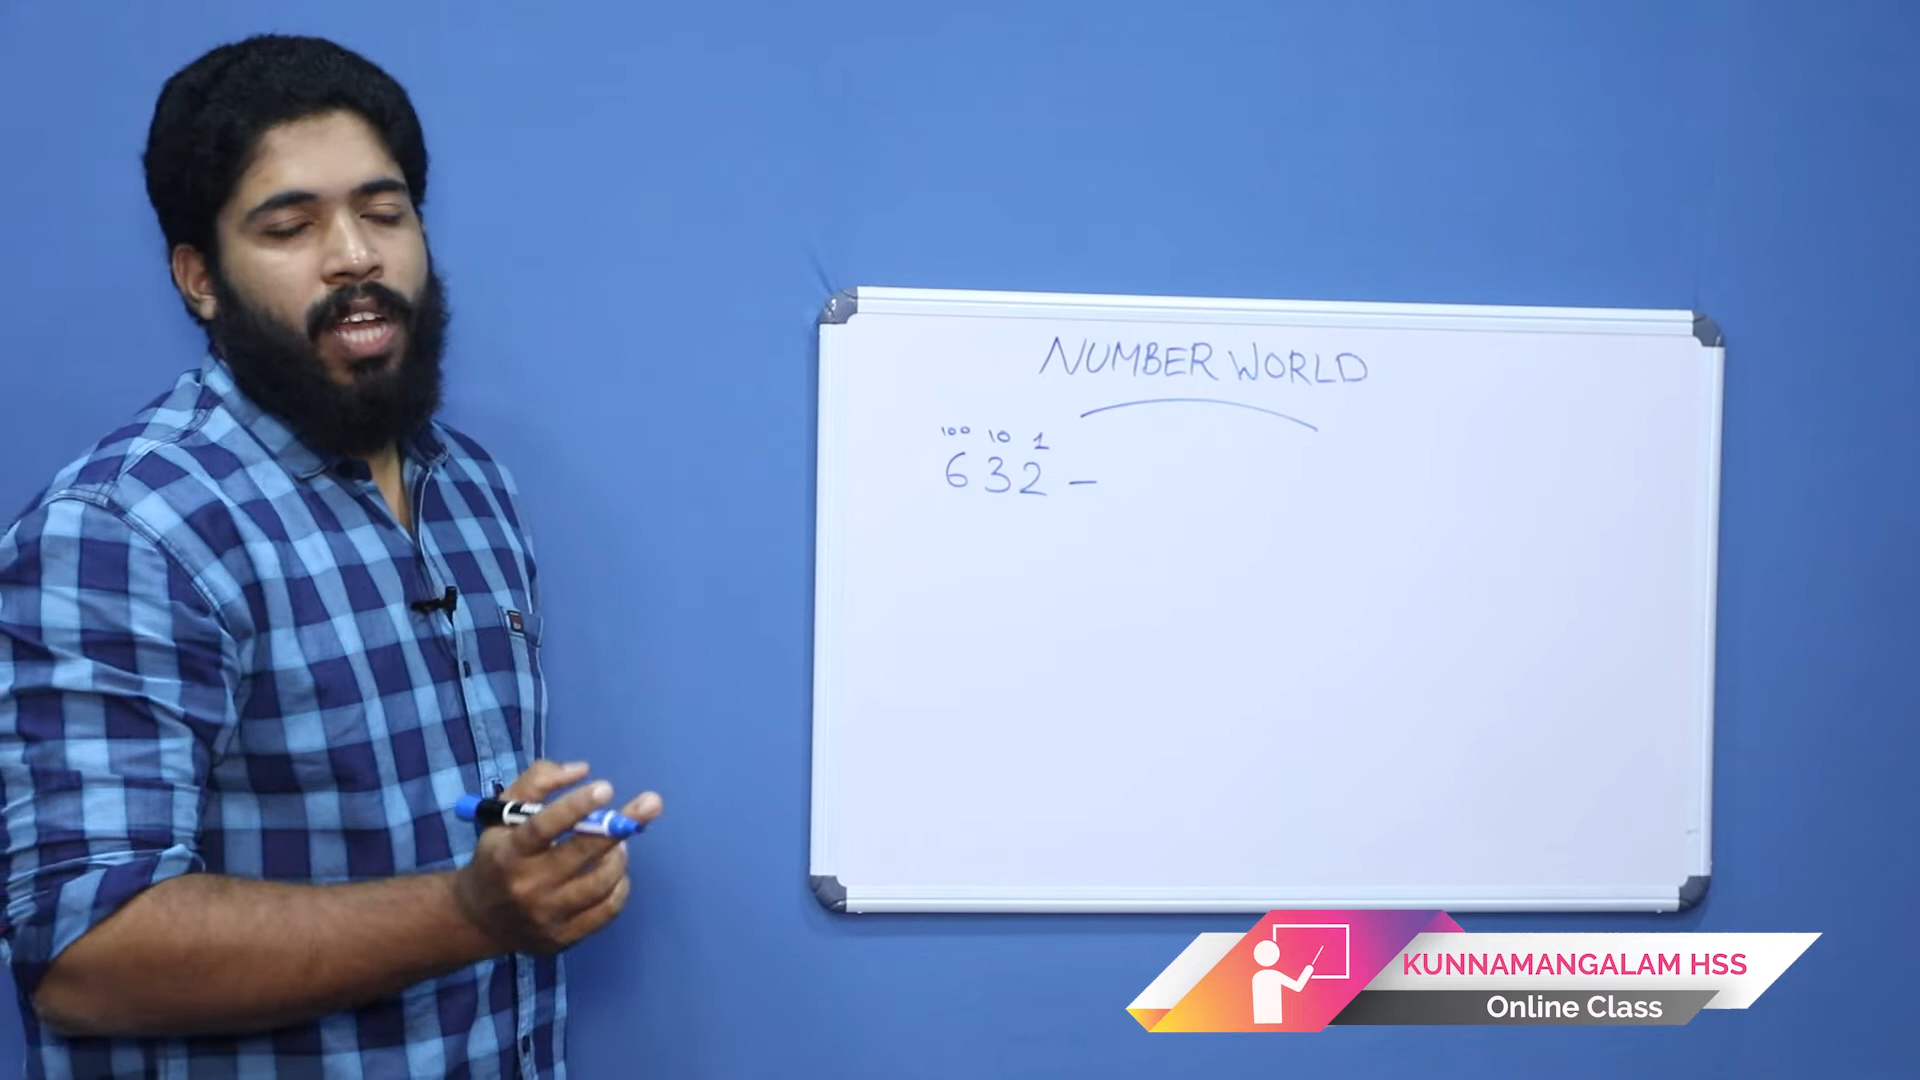 NUMBER WORLD
100 10 1
632 –
KUNNAMANGALAM HSS
Online Class